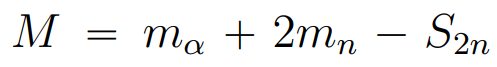 M = m_α + 2m_n − S_{2n}